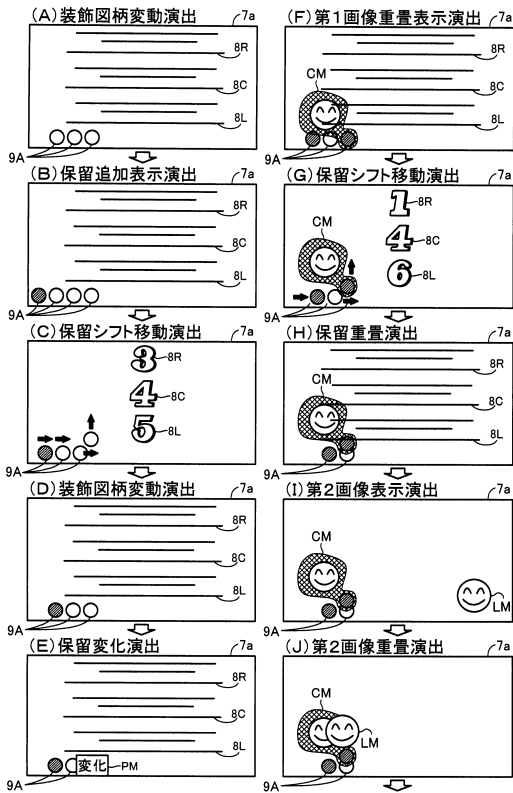 (A)装飾図柄変動演出
7a
8R
8C
8L
9A
(B)保留追加表示演出
7a
8R
8C
8L
9A
(C)保留シフト移動演出
7a
3
8R
4
8C
5
8L
9A
(D)装飾図柄変動演出
7a
8R
8C
8L
9A
(E)保留変化演出
7a
8R
8C
8L
変化
PM
9A
(F)第1画像重畳表示演出
7a
8R
CM
8C
8L
9A
(G)保留シフト移動演出
7a
1
8R
CM
4
8C
6
8L
9A
(H)保留重畳演出
7a
8R
CM
8C
8L
9A
(I)第2画像表示演出
7a
CM
LM
9A
(J)第2画像重畳演出
7a
CM
LM
9A